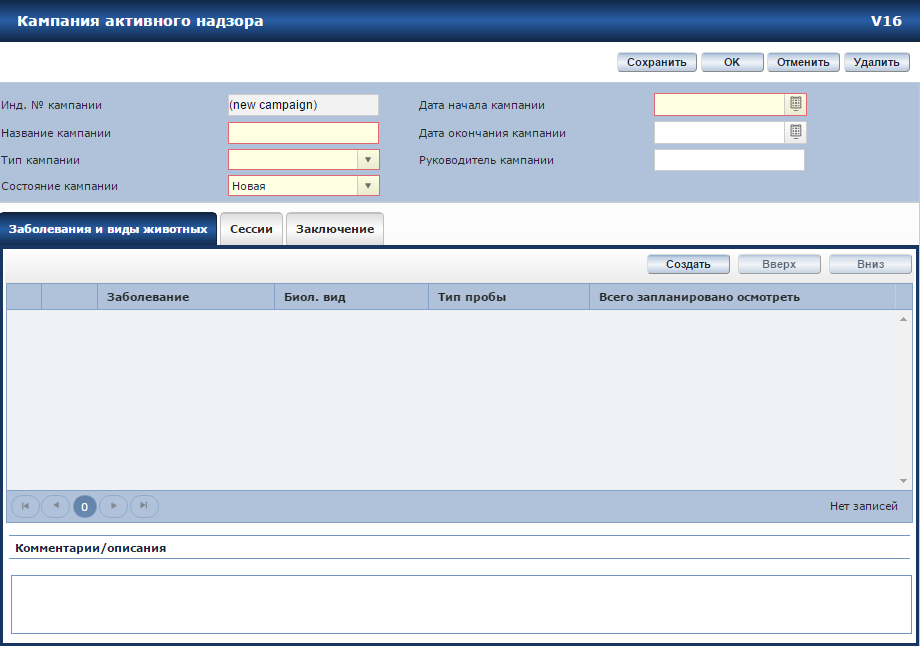 Кампания активного надзора V16
Сохранить OK Отменить Удалить
Инд. № кампании (new campaign) Дата начала кампании
Название кампании Дата окончания кампании
Тип кампании Руководитель кампании
Состояние кампании Новая
Заболевания и виды животных Сессии Заключение
Создать Вверх Вниз
Заболевание Биол. вид Тип пробы Всего запланировано осмотреть
0 Нет записей
Комментарии/описания